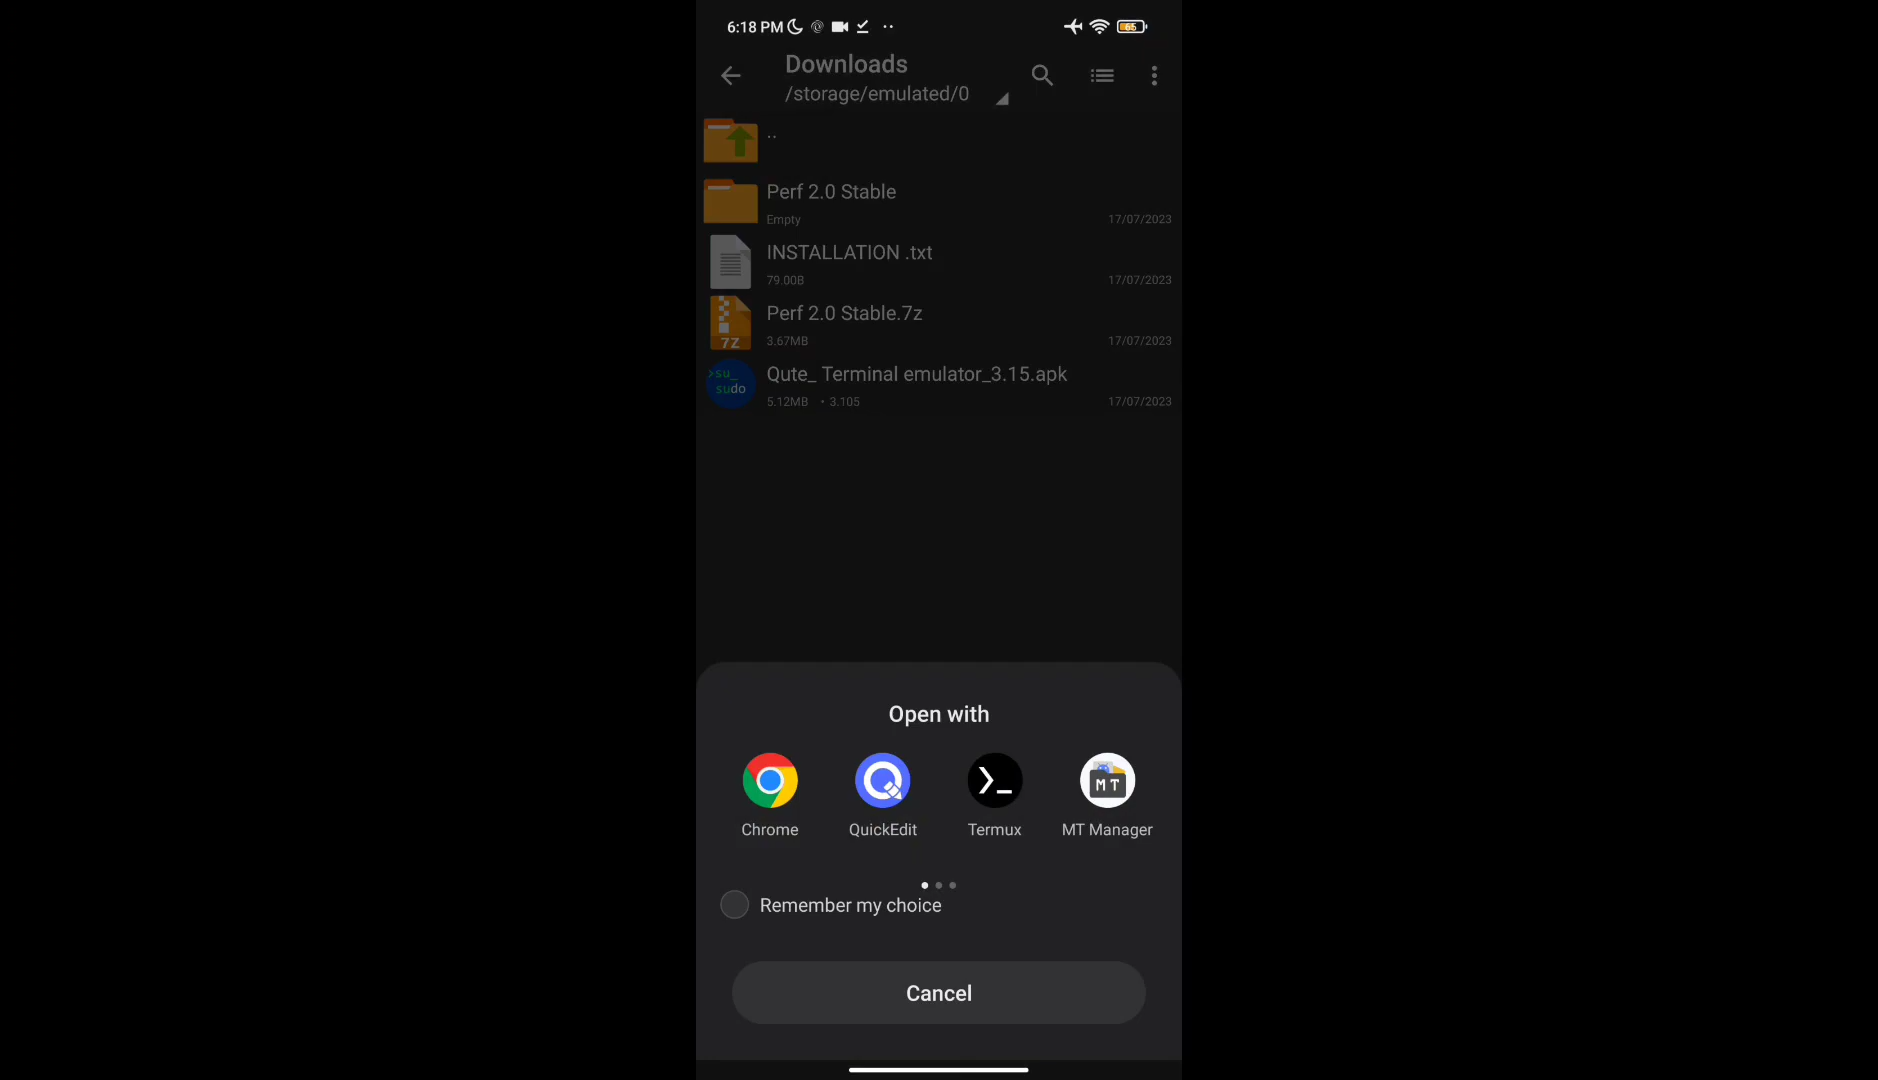 6:18 PM
65
Downloads
/storage/emulated/0
..
Perf 2.0 Stable
Empty
17/07/2023
INSTALLATION .txt
79.00B
17/07/2023
7Z
Perf 2.0 Stable.7z
3.67MB
17/07/2023
>su_
sudo
Qute_ Terminal emulator_3.15.apk
5.12MB • 3.105
17/07/2023
Open with
MT
Chrome
QuickEdit
Termux
MT Manager
Remember my choice
Cancel